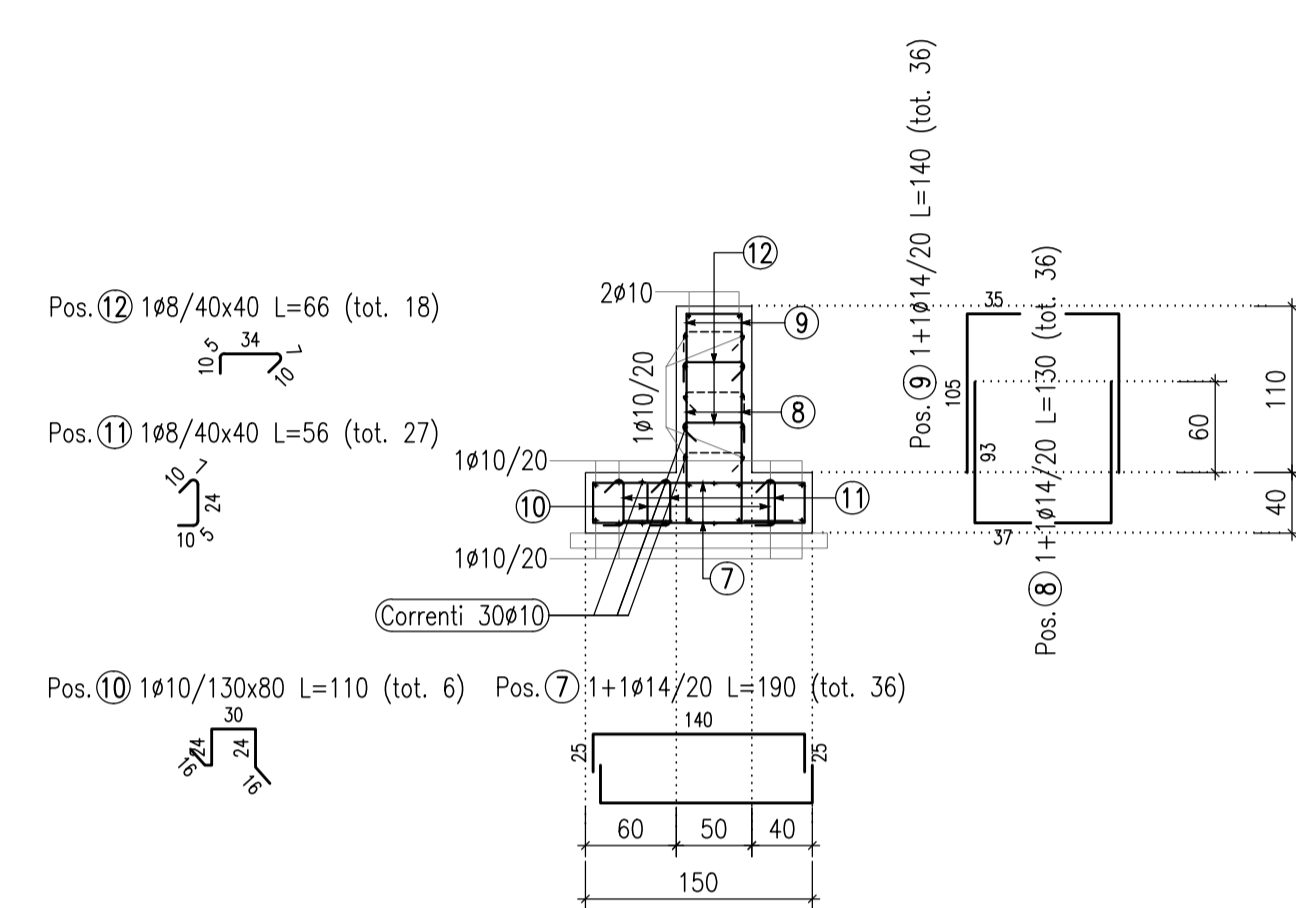 Pos. 12 1ø8/40x40 L=66 (tot. 18)
10 5 34 7 10
Pos. 11 1ø8/40x40 L=56 (tot. 27)
10 7
24
10 5
Pos. 10 1ø10/130x80 L=110 (tot. 6)
30
24 24
16 16
Pos. 7 1+1ø14/20 L=190 (tot. 36)
140
25 25
60 50 40
150
12
2ø10
9
1ø10/20
8
1ø10/20
10
11
1ø10/20
7
Correnti 30ø10
Pos. 9 1+1ø14/20 L=140 (tot. 36)
35
105
Pos. 8 1+1ø14/20 L=130 (tot. 36)
93
37
60
110
40